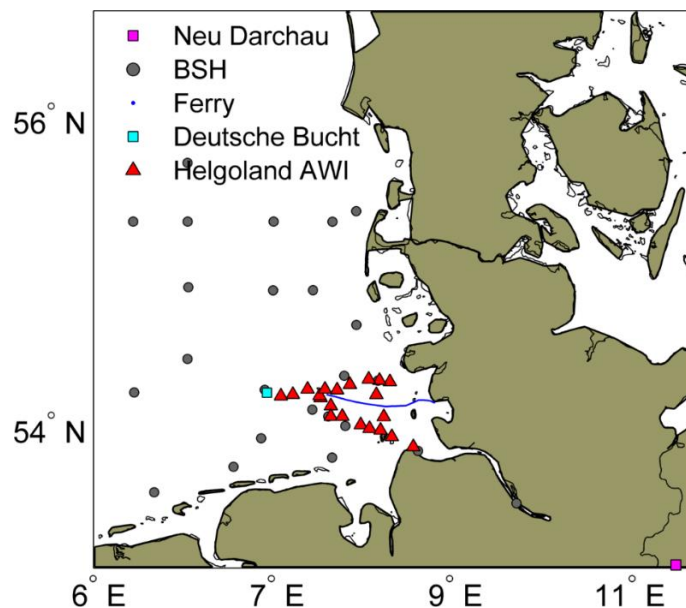 Neu Darchau
BSH
Ferry
Deutsche Bucht
Helgoland AWI
56° N
54° N
6° E
7° E
9° E
11° E